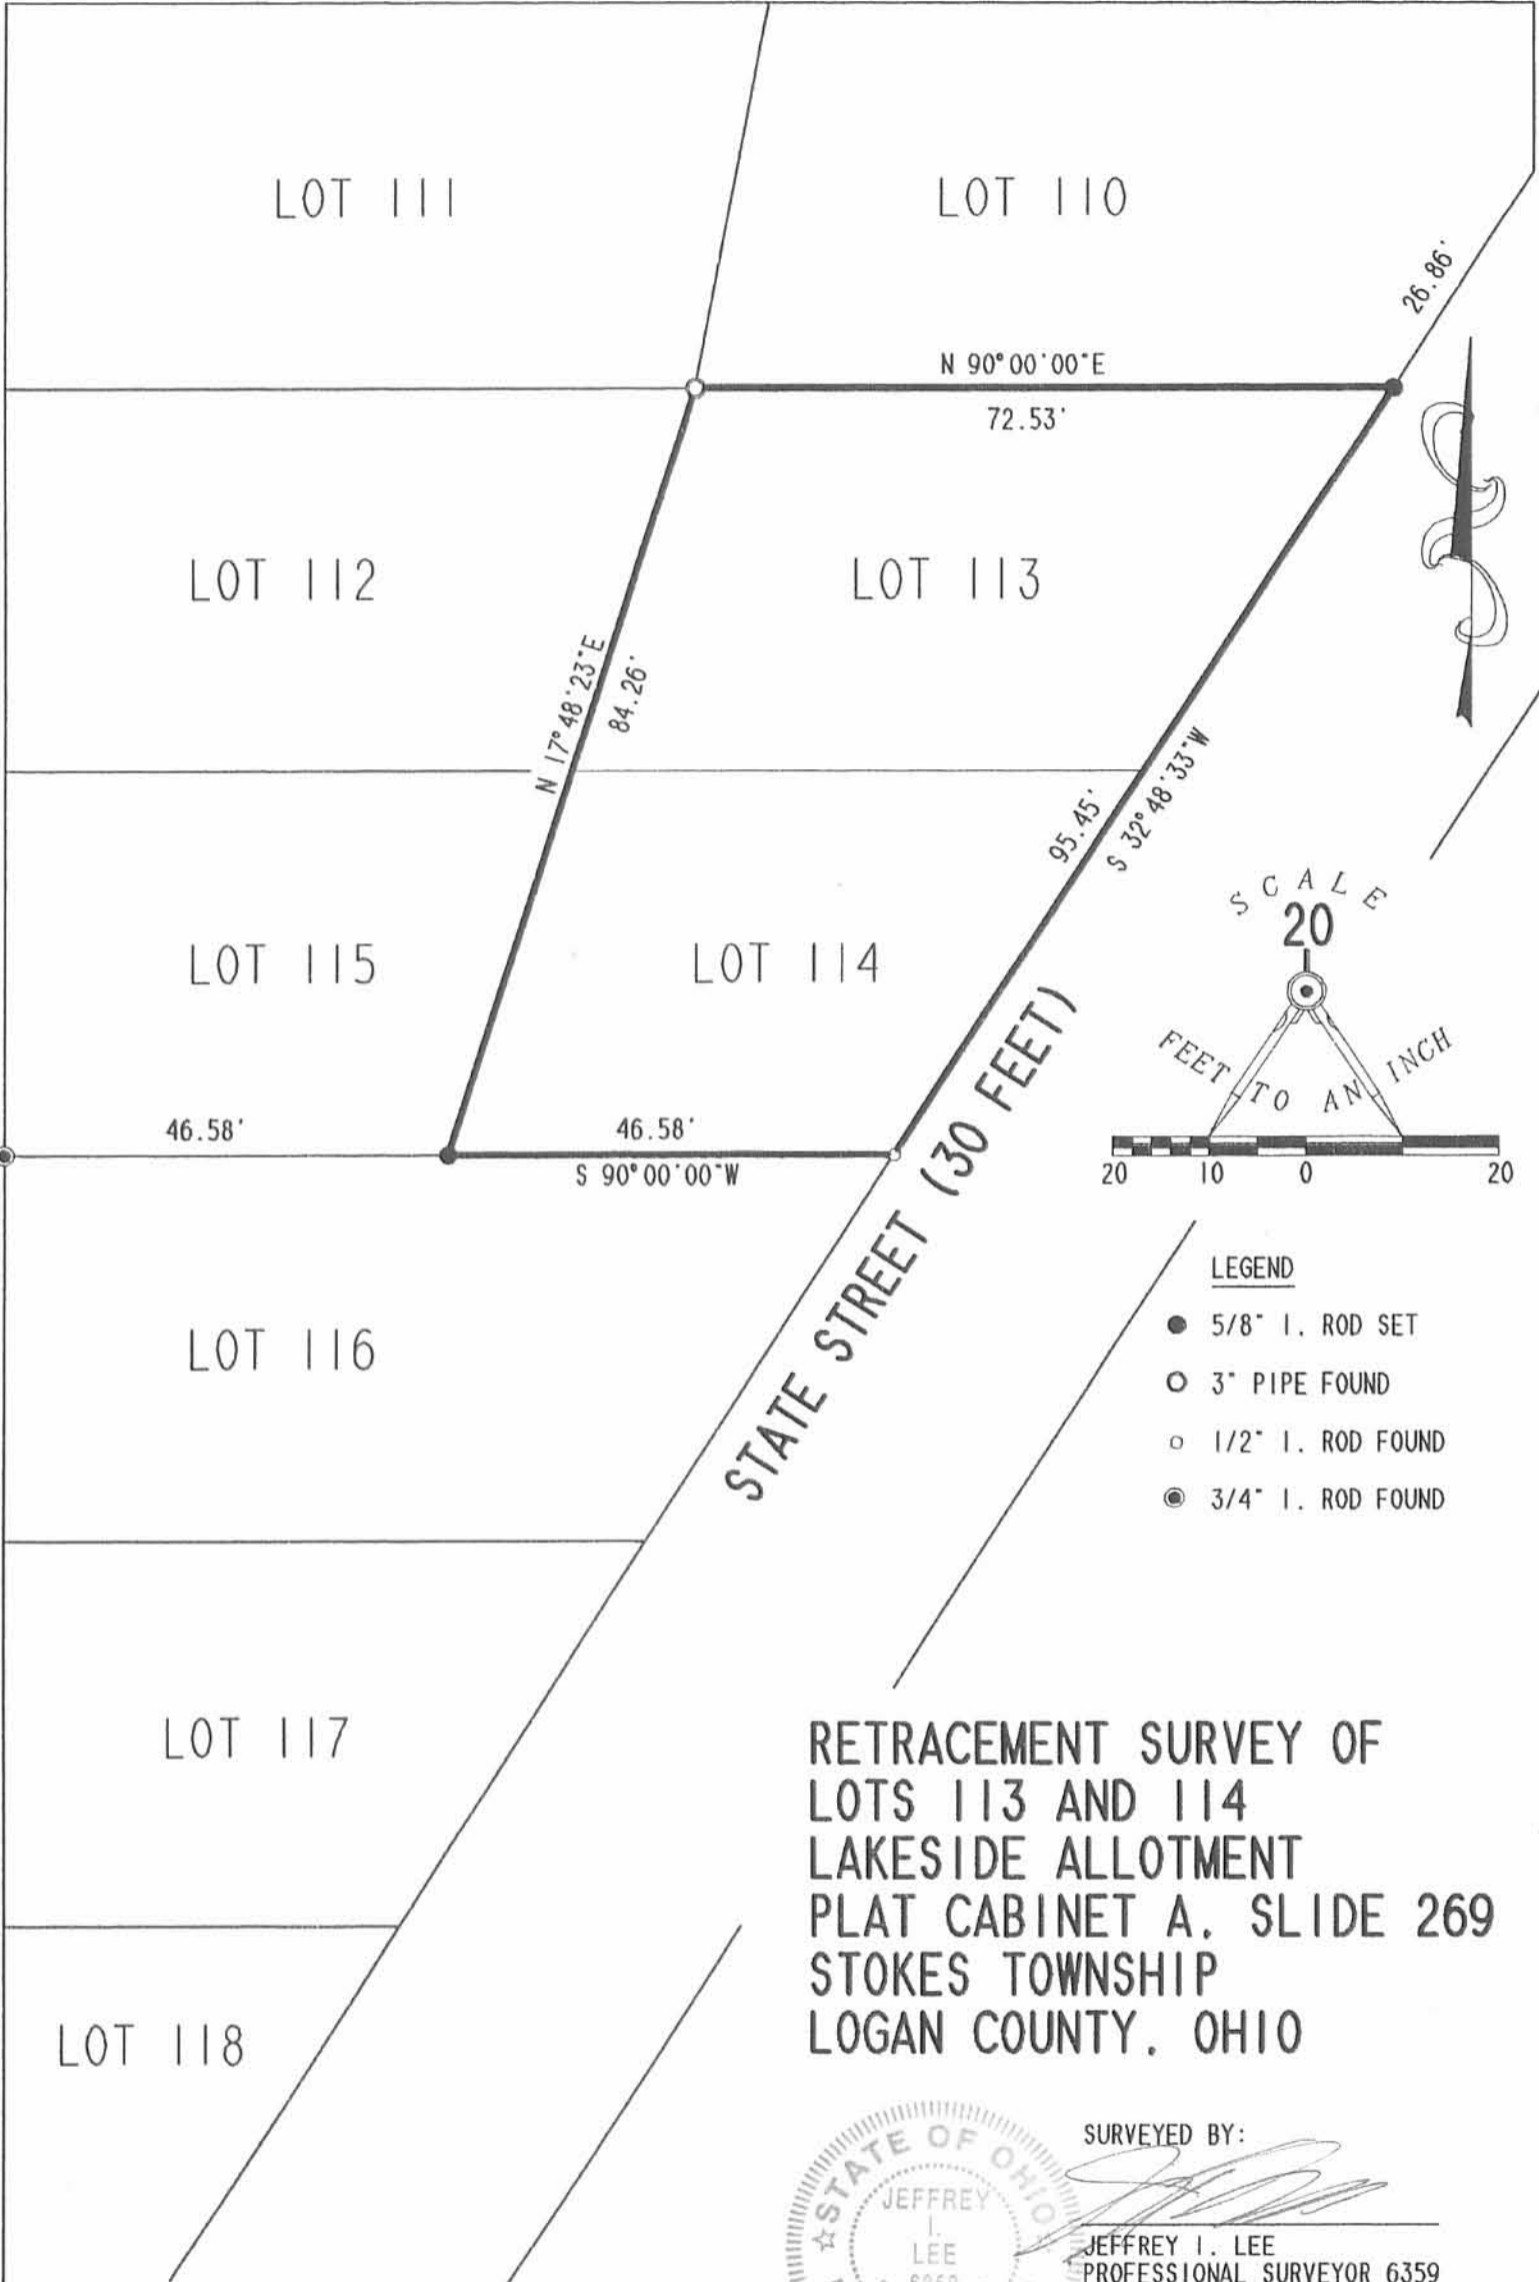 LOT 111
LOT 110
26.86'
N 90°00'00"E
72.53'
LOT 112
LOT 113
N 17°48'23"E
84.26'
95.45'
S 32°48'33"W
SCALE
20
FEET TO AN INCH
20 10 0 20
LOT 115
LOT 114
46.58'
46.58'
S 90°00'00"W
STATE STREET (30 FEET)
LEGEND
5/8" I. ROD SET
3" PIPE FOUND
1/2" I. ROD FOUND
3/4" I. ROD FOUND
LOT 116
LOT 117
LOT 118
RETRACEMENT SURVEY OF
LOTS 113 AND 114
LAKESIDE ALLOTMENT
PLAT CABINET A. SLIDE 269
STOKES TOWNSHIP
LOGAN COUNTY. OHIO
STATE OF OHIO
JEFFREY
I.
LEE
SURVEYED BY:
JEFFREY I. LEE
PROFESSIONAL SURVEYOR 6359